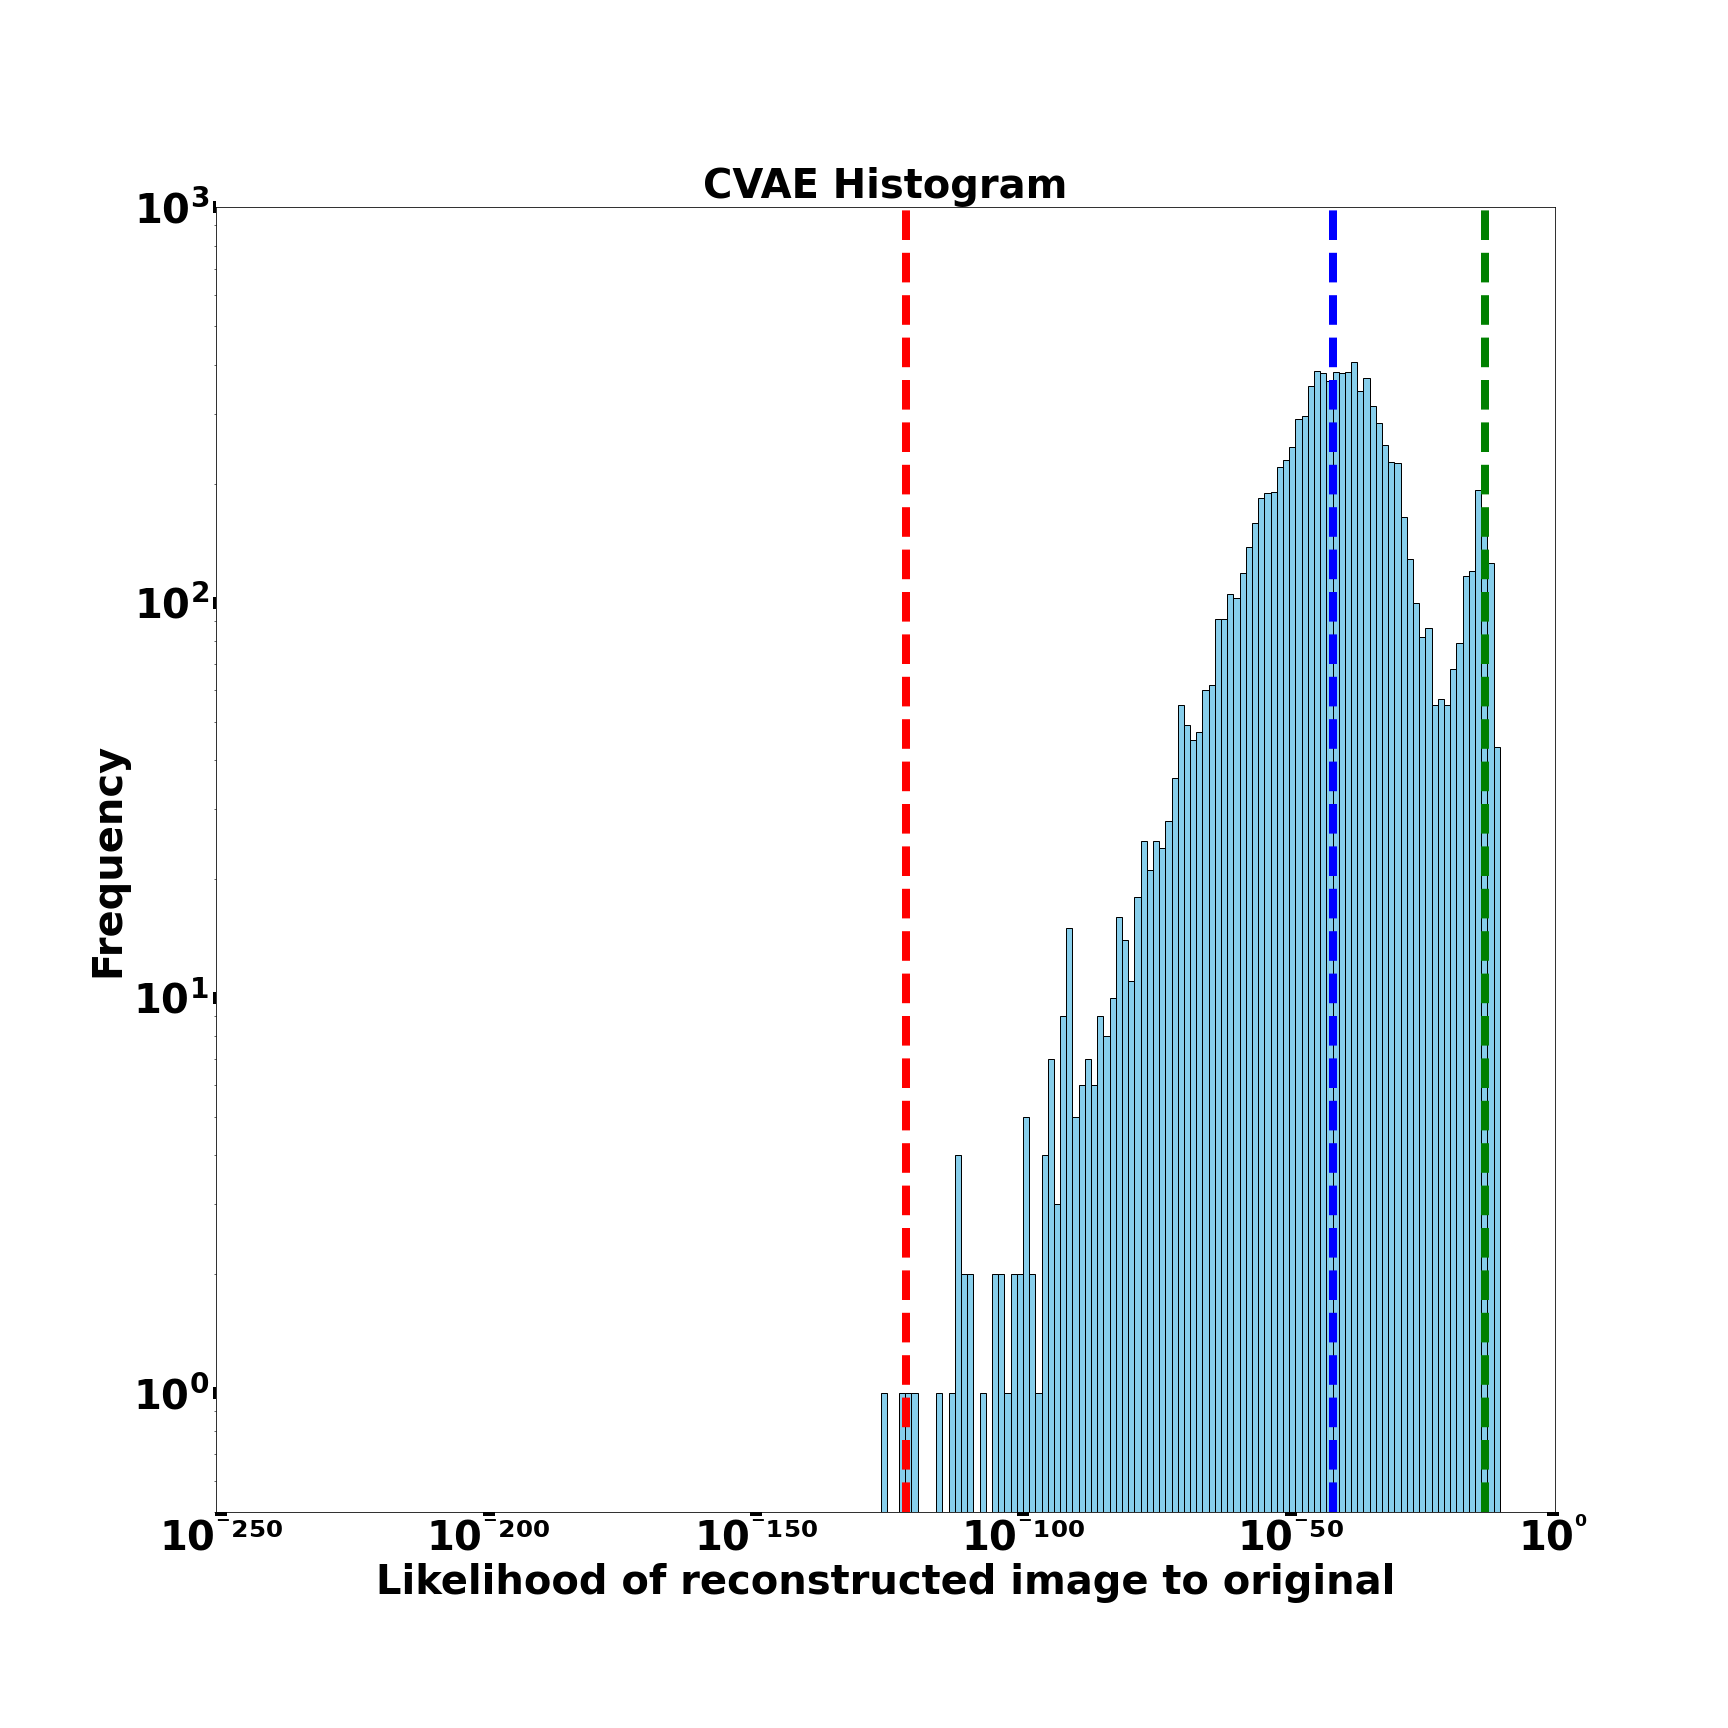 CVAE Histogram
10³
10²
10¹
10⁰
Frequency
10⁻²⁵⁰ 10⁻²⁰⁰ 10⁻¹⁵⁰ 10⁻¹⁰⁰ 10⁻⁵⁰ 10⁰
Likelihood of reconstructed image to original